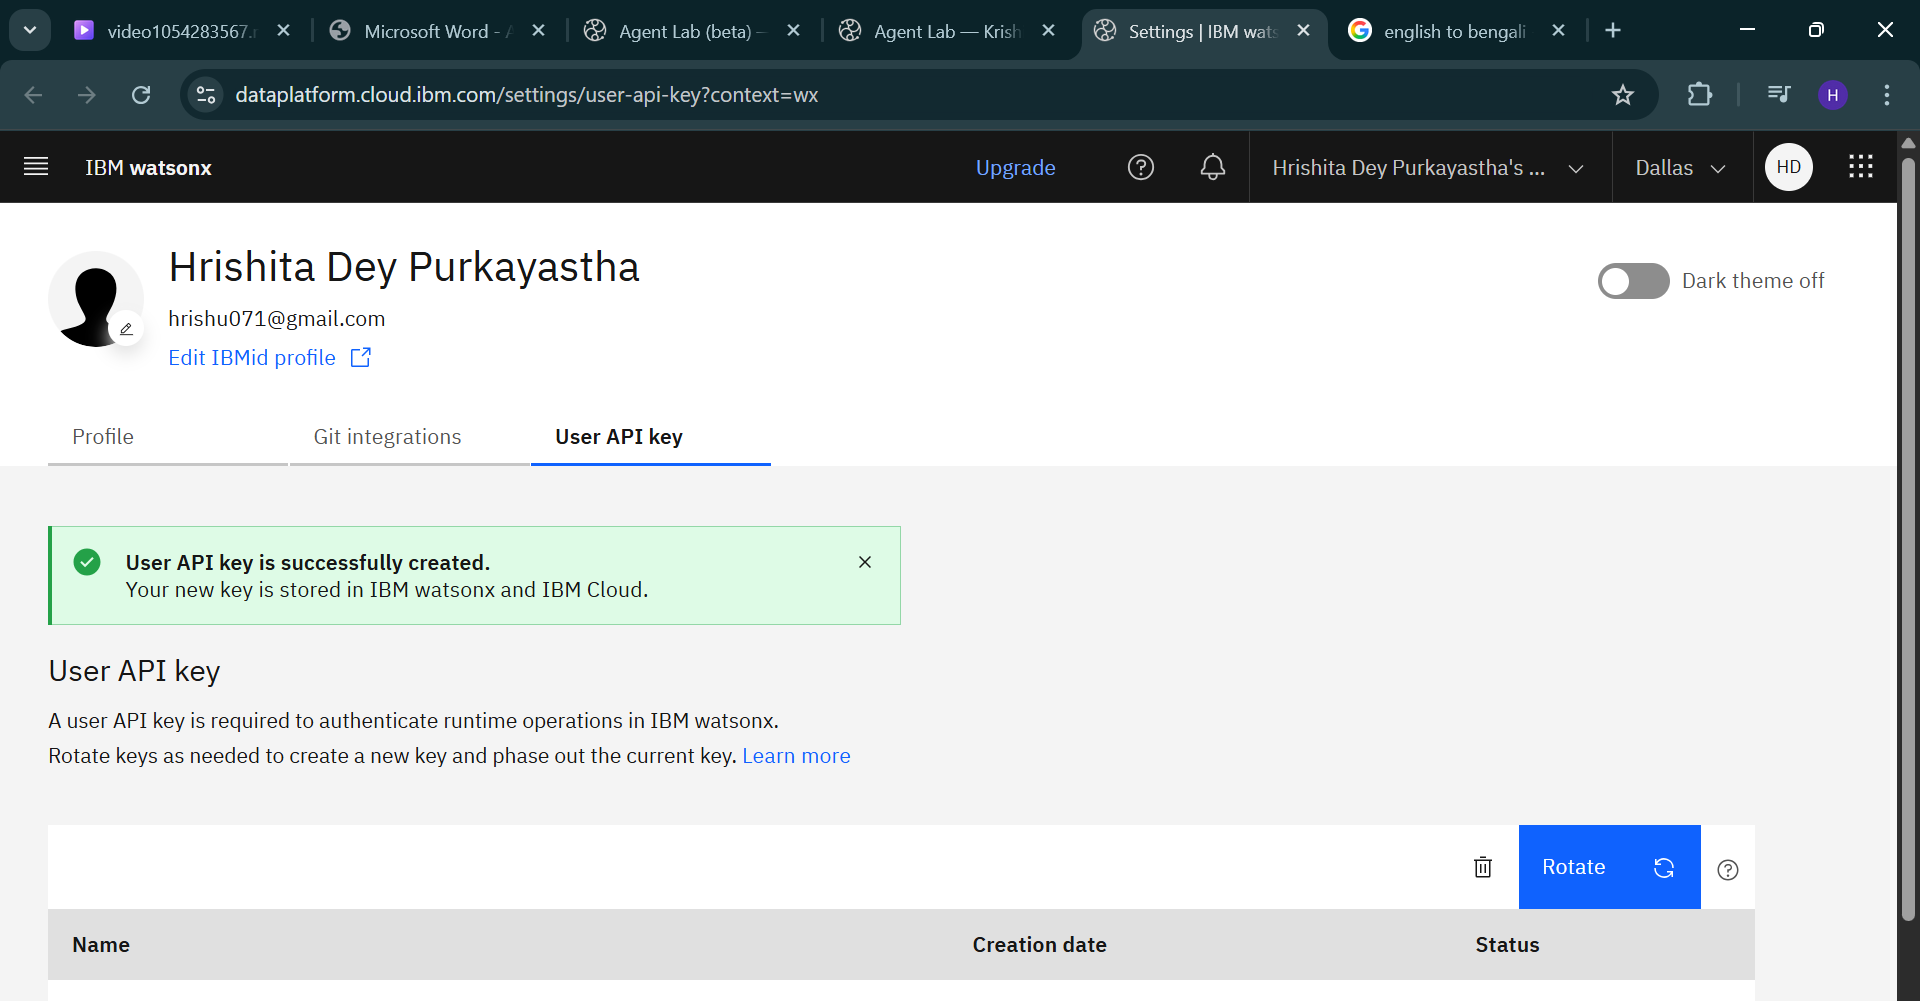 video1054283567.
Microsoft Word -
Agent Lab (beta) –
Agent Lab — Krish
Settings | IBM wats
english to bengali
dataplatform.cloud.ibm.com/settings/user-api-key?context=wx
H
IBM watsonx
Upgrade
Hrishita Dey Purkayastha's ...
Dallas
HD
Hrishita Dey Purkayastha
hrishu071@gmail.com
Edit IBMid profile
Dark theme off
Profile
Git integrations
User API key
User API key is successfully created.
Your new key is stored in IBM watsonx and IBM Cloud.
User API key
A user API key is required to authenticate runtime operations in IBM watsonx.
Rotate keys as needed to create a new key and phase out the current key. Learn more
Rotate
Name
Creation date
Status